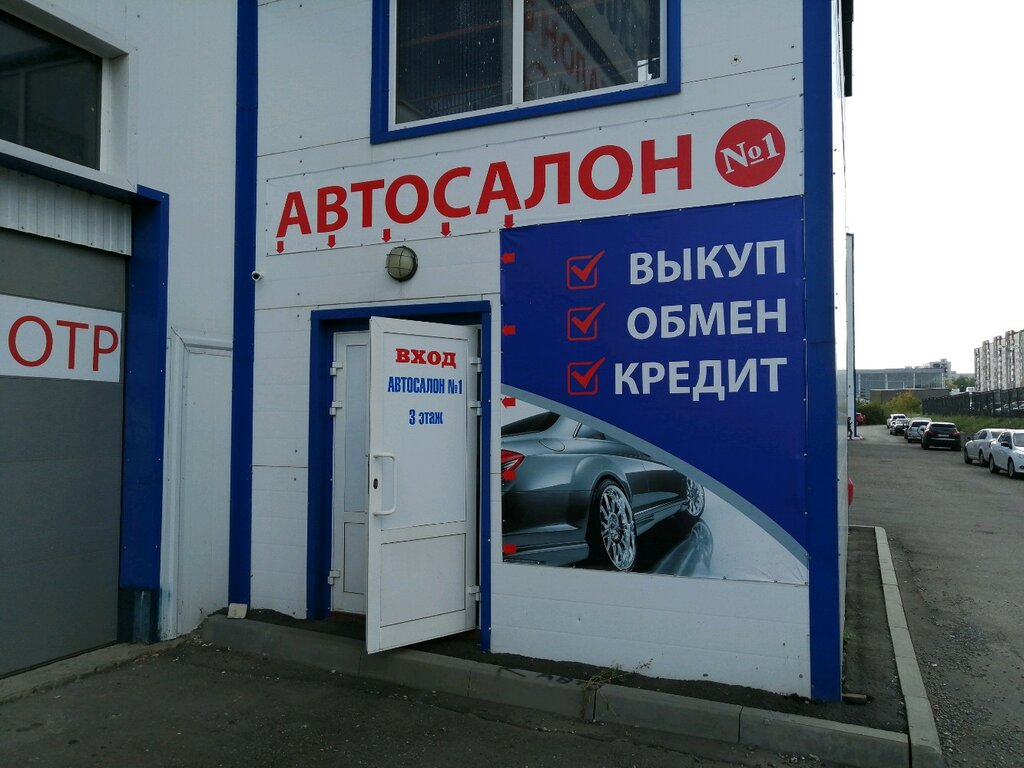 АВТОСАЛОН №1
ВЫКУП
ОБМЕН
КРЕДИТ
ВХОД
АВТОСАЛОН №1
3 этаж
ОТР